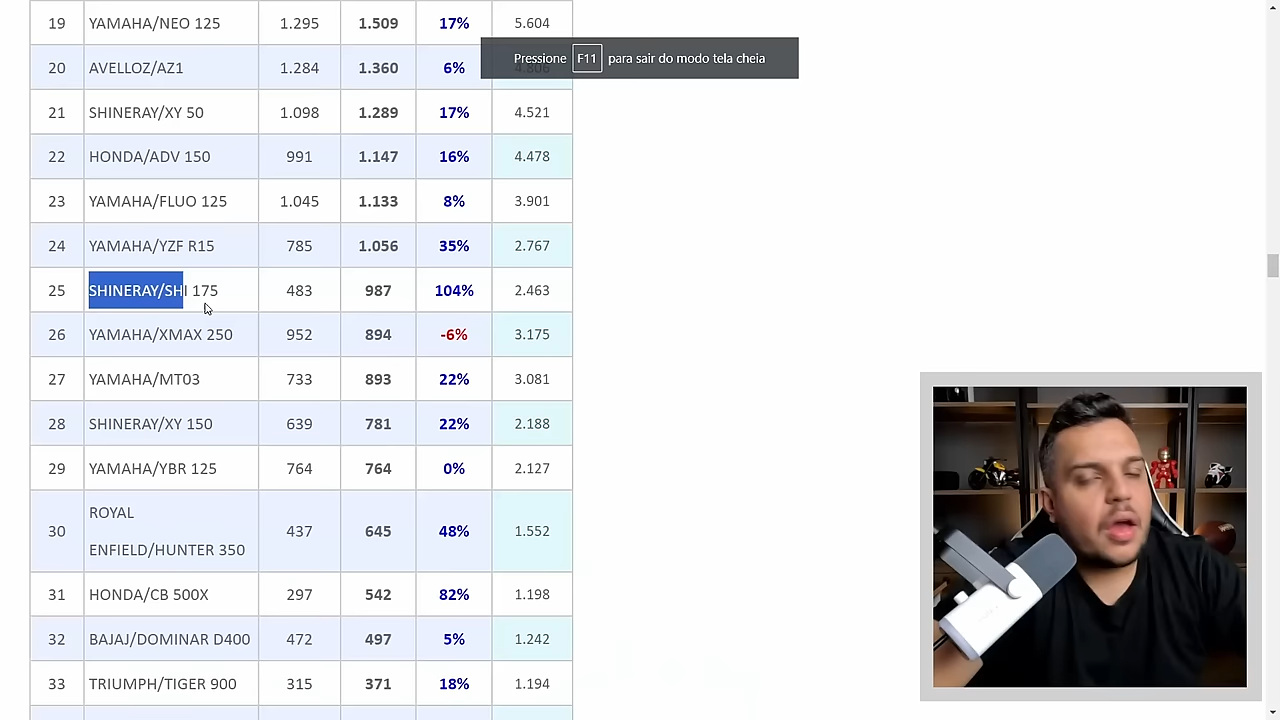 19 YAMAHA/NEO 125 1.295 1.509 17% 5.604
Pressione F11 para sair do modo tela cheia
20 AVELLOZ/AZ1 1.284 1.360 6%
21 SHINERAY/XY 50 1.098 1.289 17% 4.521
22 HONDA/ADV 150 991 1.147 16% 4.478
23 YAMAHA/FLUO 125 1.045 1.133 8% 3.901
24 YAMAHA/YZF R15 785 1.056 35% 2.767
25 SHINERAY/SHI 175 483 987 104% 2.463
26 YAMAHA/XMAX 250 952 894 -6% 3.175
27 YAMAHA/MT03 733 893 22% 3.081
28 SHINERAY/XY 150 639 781 22% 2.188
29 YAMAHA/YBR 125 764 764 0% 2.127
ROYAL
30 ENFIELD/HUNTER 350 437 645 48% 1.552
31 HONDA/CB 500X 297 542 82% 1.198
32 BAJAJ/DOMINAR D400 472 497 5% 1.242
33 TRIUMPH/TIGER 900 315 371 18% 1.194